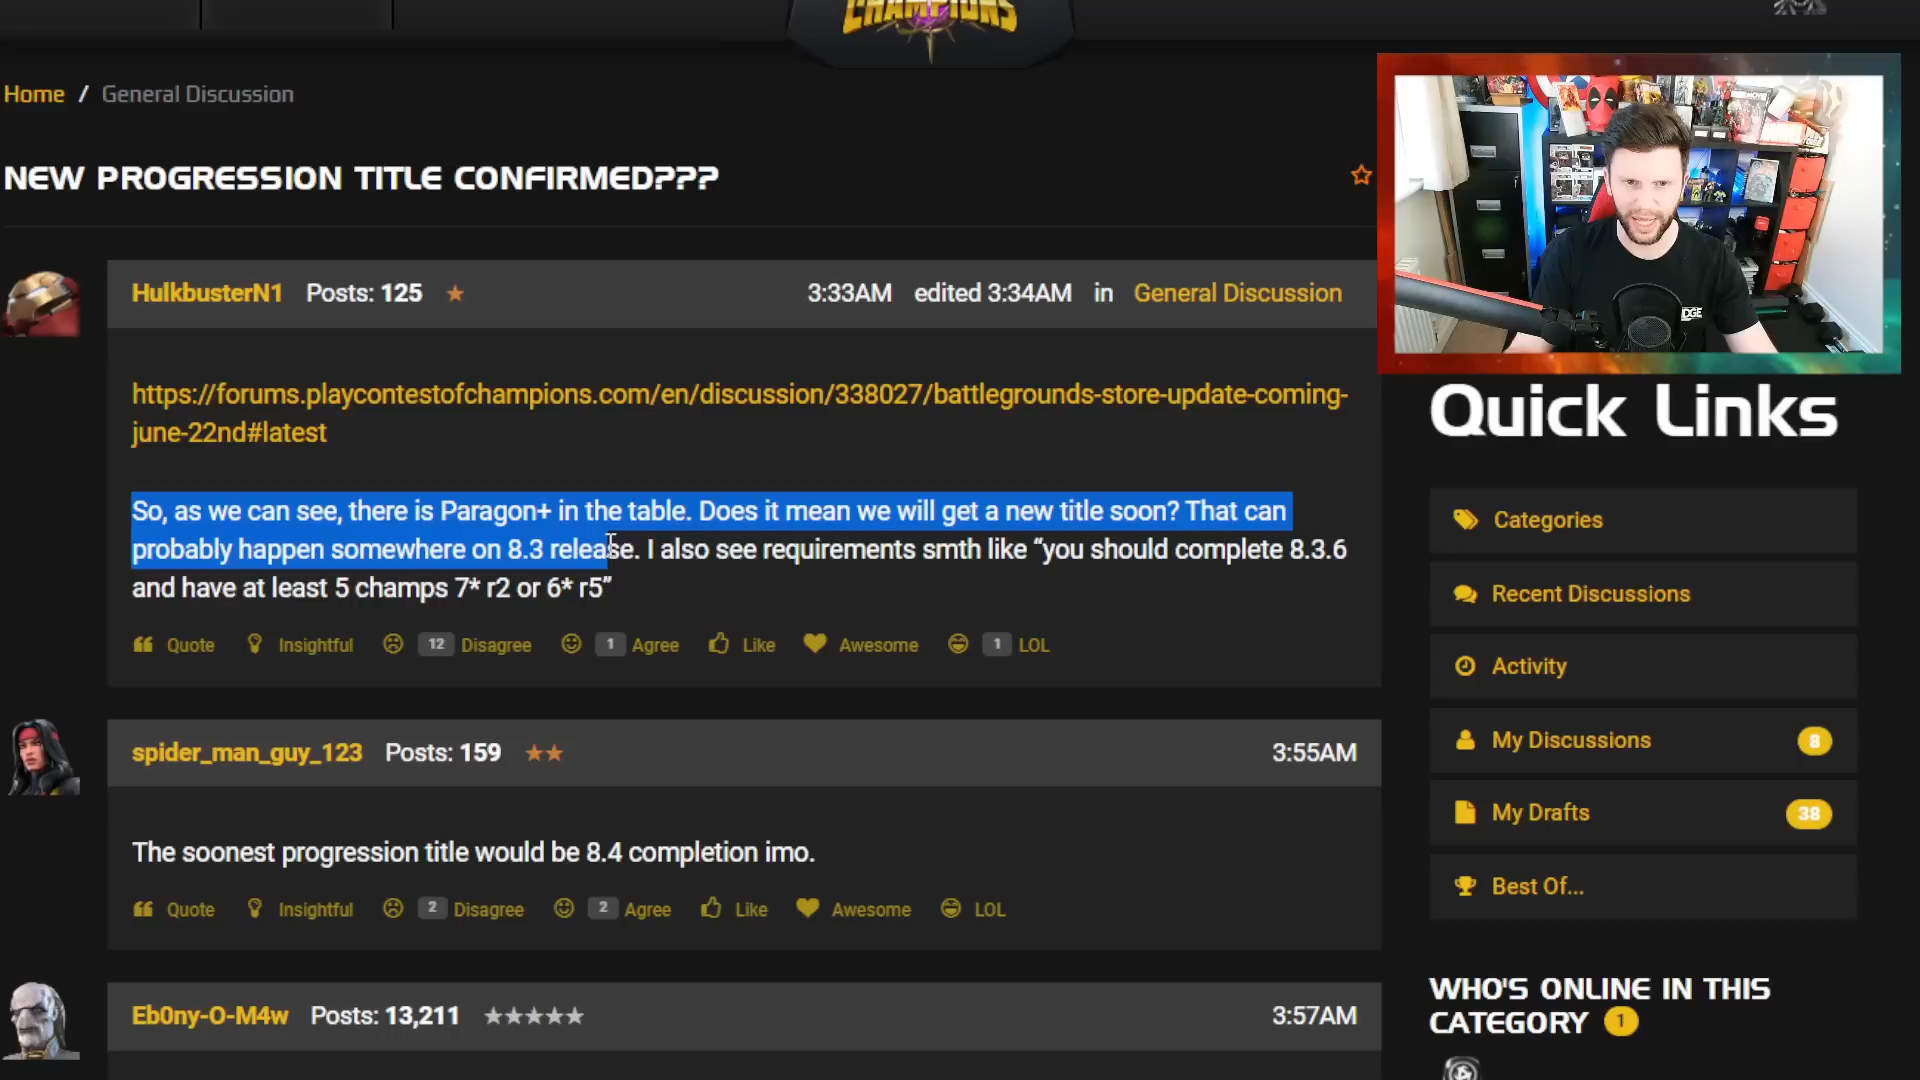 CHAMPIONS
Home / General Discussion
NEW PROGRESSION TITLE CONFIRMED???
HulkbusterN1 Posts: 125 3:33AM edited 3:34AM in General Discussion
https://forums.playcontestofchampions.com/en/discussion/338027/battlegrounds-store-update-coming-
june-22nd#latest
So, as we can see, there is Paragon+ in the table. Does it mean we will get a new title soon? That can
probably happen somewhere on 8.3 release. I also see requirements smth like “you should complete 8.3.6
and have at least 5 champs 7* r2 or 6* r5”
Quote Insightful 12 Disagree 1 Agree Like Awesome 1 LOL
spider_man_guy_123 Posts: 159 3:55AM
The soonest progression title would be 8.4 completion imo.
Quote Insightful 2 Disagree 2 Agree Like Awesome LOL
Eb0ny-O-M4w Posts: 13,211 3:57AM
Quick Links
Categories
Recent Discussions
Activity
My Discussions 8
My Drafts 38
Best Of...
WHO'S ONLINE IN THIS
CATEGORY 1